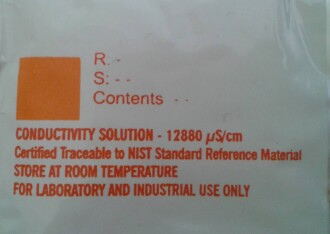 R: -
S: - -
Contents - -
CONDUCTIVITY SOLUTION - 12880 µS/cm
Certified Traceable to NIST Standard Reference Material
STORE AT ROOM TEMPERATURE
FOR LABORATORY AND INDUSTRIAL USE ONLY